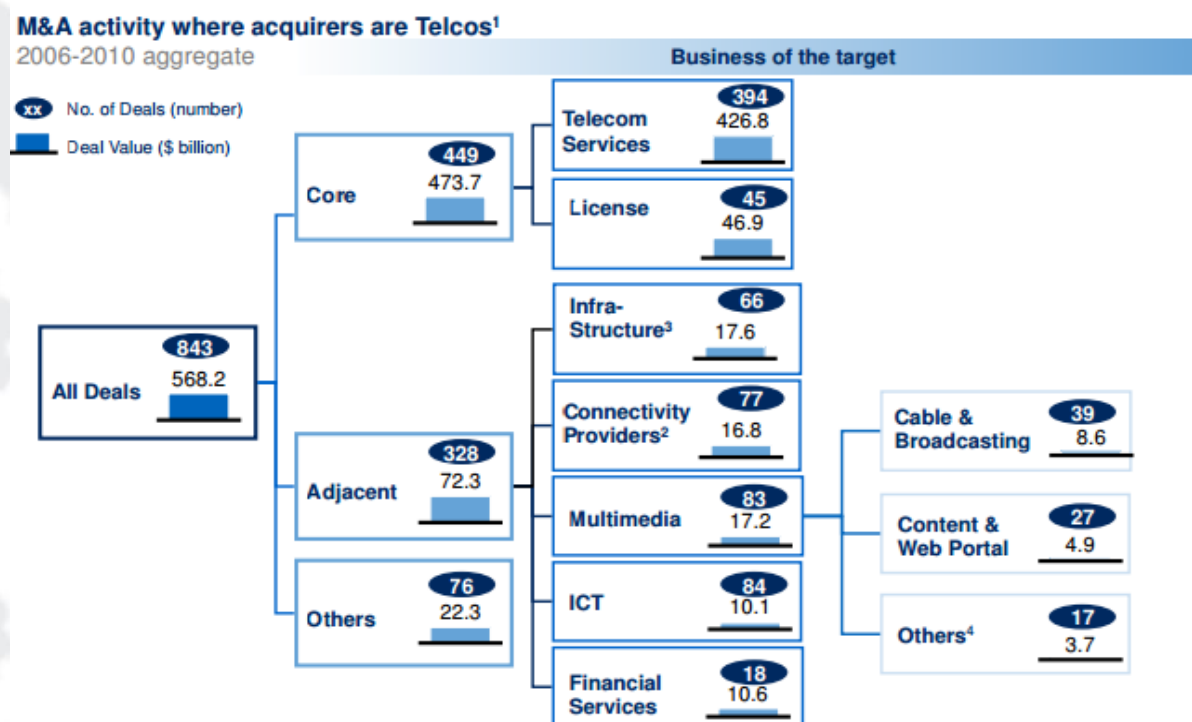 M&A activity where acquirers are Telcos¹
2006-2010 aggregate
Business of the target
xx No. of Deals (number)
Deal Value ($ billion)
All Deals
843
568.2
Core
449
473.7
Telecom
Services
394
426.8
License
45
46.9
Adjacent
328
72.3
Infra-
Structure³
66
17.6
Connectivity
Providers²
77
16.8
Multimedia
83
17.2
Cable &
Broadcasting
39
8.6
Content &
Web Portal
27
4.9
Others⁴
17
3.7
ICT
84
10.1
Financial
Services
18
10.6
Others
76
22.3